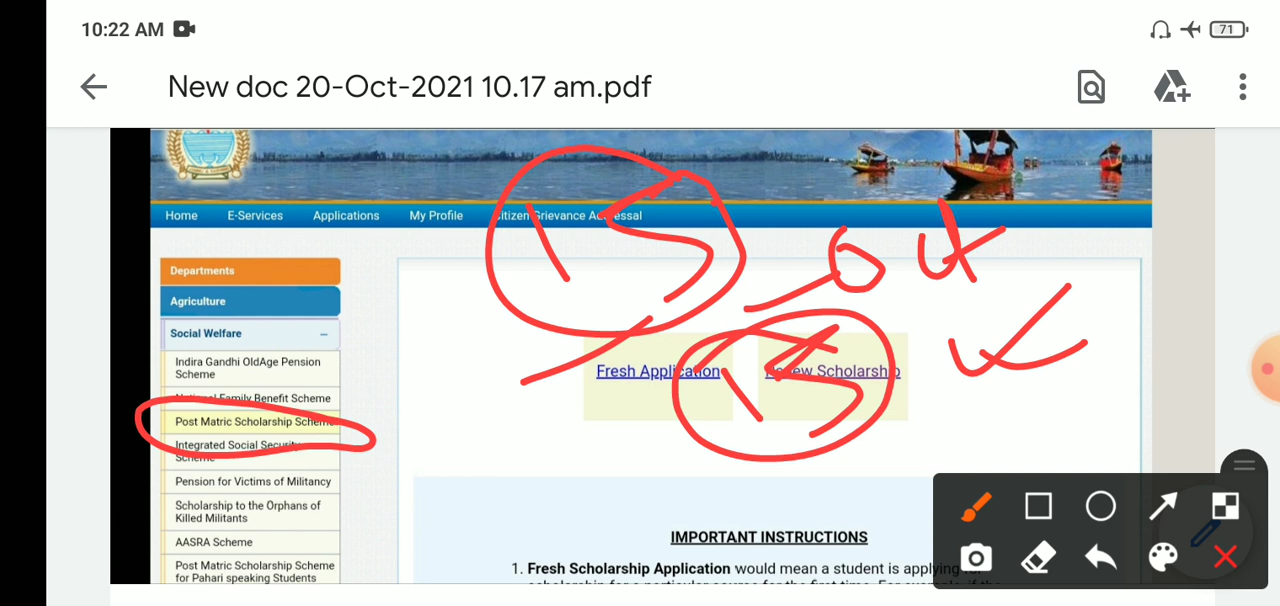 10:22 AM
71
New doc 20-Oct-2021 10.17 am.pdf
Home E-Services Applications My Profile Citizen Grievance Addressal
Departments
Agriculture
Social Welfare
Indira Gandhi OldAge Pension
Scheme
National Family Benefit Scheme
Post Matric Scholarship Scheme
Integrated Social Security
Scheme
Pension for Victims of Militancy
Scholarship to the Orphans of
Killed Militants
AASRA Scheme
Post Matric Scholarship Scheme
for Pahari speaking Students
15
15
Fresh Application
Renew Scholarship
IMPORTANT INSTRUCTIONS
1. Fresh Scholarship Application would mean a student is applying for